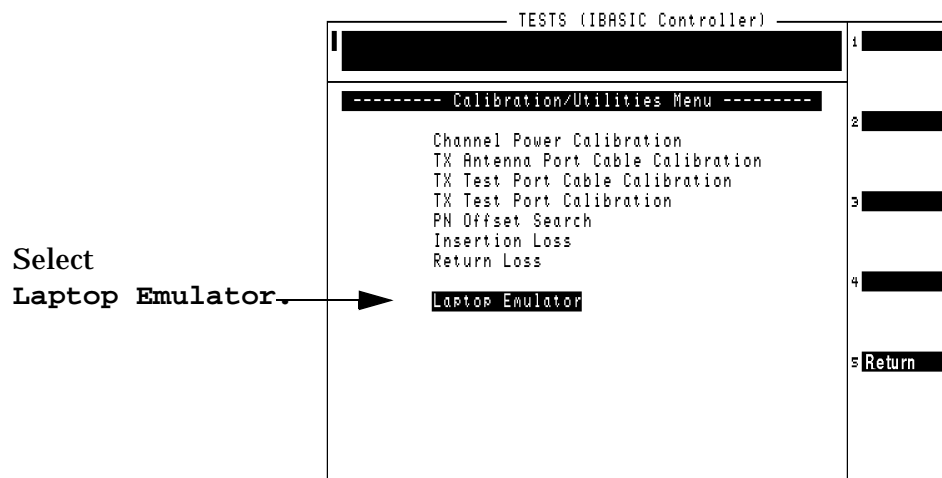 TESTS (IBASIC Controller)
1
--------- Calibration/Utilities Menu ---------
2
Channel Power Calibration
TX Antenna Port Cable Calibration
TX Test Port Cable Calibration
TX Test Port Calibration
3
PN Offset Search
Insertion Loss
Return Loss
Select
Laptop Emulator.
4
Laptop Emulator
5 Return